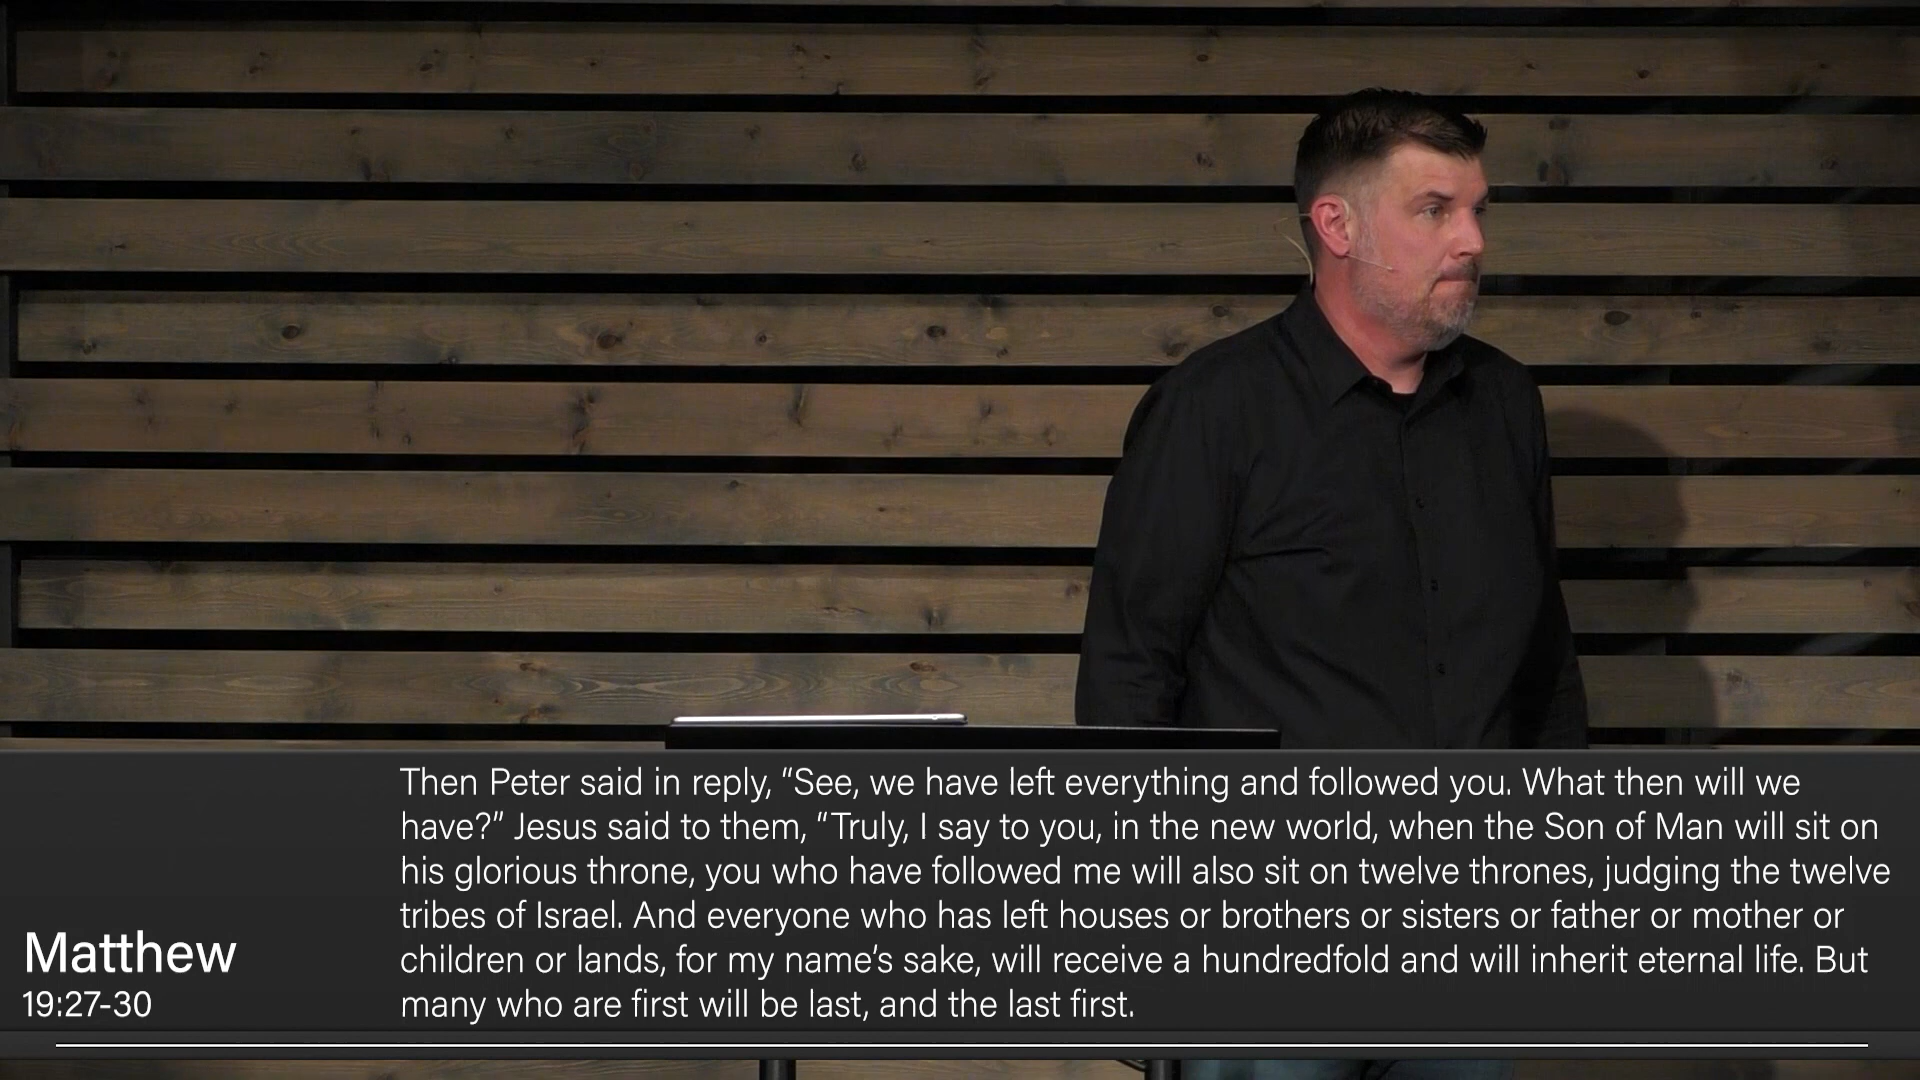 Then Peter said in reply, “See, we have left everything and followed you. What then will we
have?” Jesus said to them, “Truly, I say to you, in the new world, when the Son of Man will sit on
his glorious throne, you who have followed me will also sit on twelve thrones, judging the twelve
tribes of Israel. And everyone who has left houses or brothers or sisters or father or mother or
children or lands, for my name‘s sake, will receive a hundredfold and will inherit eternal life. But
many who are first will be last, and the last first.
Matthew
19:27-30